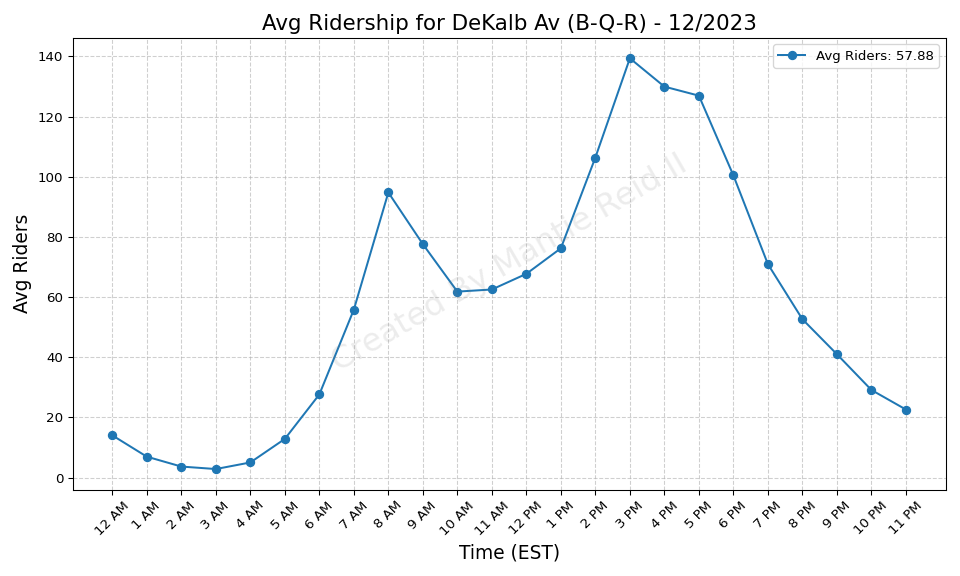 Avg Ridership for DeKalb Av (B-Q-R) - 12/2023
Avg Riders: 57.88
140
120
100
80
60
40
20
0
Avg Riders
Created By Mantie Reid II
12 AM
1 AM
2 AM
3 AM
4 AM
5 AM
6 AM
7 AM
8 AM
9 AM
10 AM
11 AM
12 PM
1 PM
2 PM
3 PM
4 PM
5 PM
6 PM
7 PM
8 PM
9 PM
10 PM
11 PM
Time (EST)